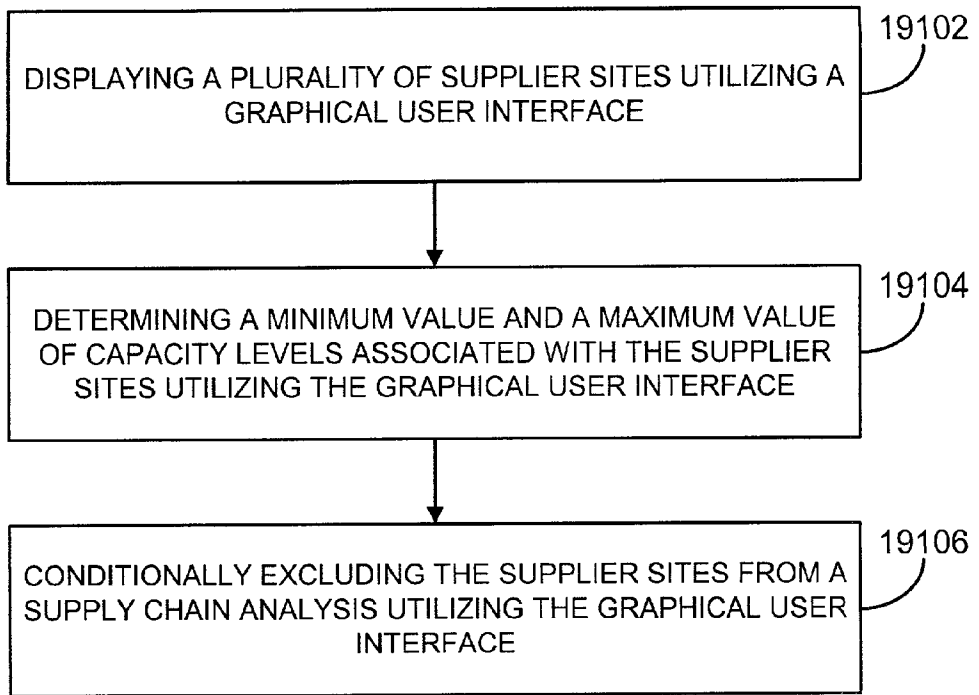 19102
DISPLAYING A PLURALITY OF SUPPLIER SITES UTILIZING A
GRAPHICAL USER INTERFACE
19104
DETERMINING A MINIMUM VALUE AND A MAXIMUM VALUE
OF CAPACITY LEVELS ASSOCIATED WITH THE SUPPLIER
SITES UTILIZING THE GRAPHICAL USER INTERFACE
19106
CONDITIONALLY EXCLUDING THE SUPPLIER SITES FROM A
SUPPLY CHAIN ANALYSIS UTILIZING THE GRAPHICAL USER
INTERFACE